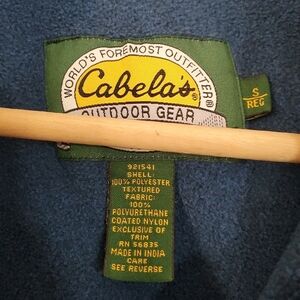 WORLD'S FOREMOST OUTFITTER®
Cabela's®
OUTDOOR GEAR
S
REG
921541
SHELL:
100% POLYESTER
TEXTURED
FABRIC:
100%
POLYURETHANE
COATED NYLON
EXCLUSIVE OF
TRIM
RN 56835
MADE IN INDIA
CARE
SEE REVERSE